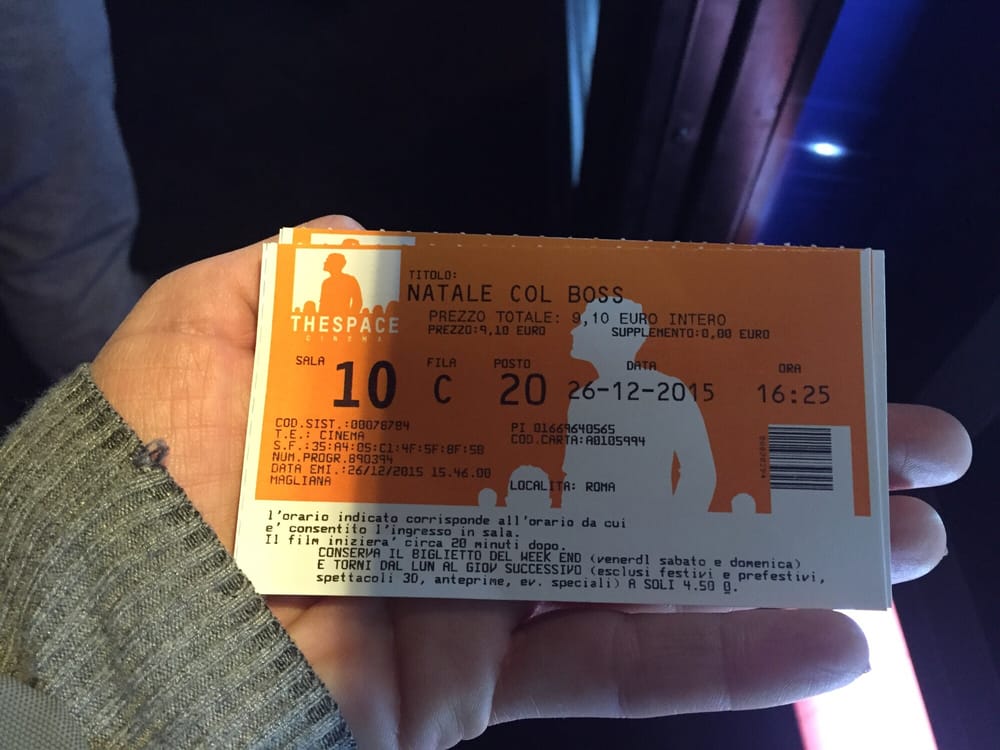 THESPACE
CINEMA
TITOLO:
NATALE COL BOSS
PREZZO TOTALE: 9,10 EURO INTERO
PREZZO:9,10 EURO SUPPLEMENTO:0,00 EURO
SALA FILA POSTO DATA ORA
10 C 20 26-12-2015 16:25
COD.SIST.:00078784 PI 01669640565
T.E.: CINEMA COD.CARTA:A0105994
S.F.:35:A4:05:C1:4F:5F:8F:5B
NUM.PROGR.890394
DATA EMI.:26/12/2015 15.46.00
MAGLIANA LOCALITA: ROMA
l'orario indicato corrisponde all'orario da cui
e' consentito l'ingresso in sala.
Il film iniziera' circa 20 minuti dopo.
CONSERVA IL BIGLIETTO DEL WEEK END (venerdì sabato e domenica)
E TORNI DAL LUN AL GIOV SUCCESSIVO (esclusi festivi e prefestivi,
spettacoli 3D, anteprime, ev. speciali) A SOLI 4.50 0.